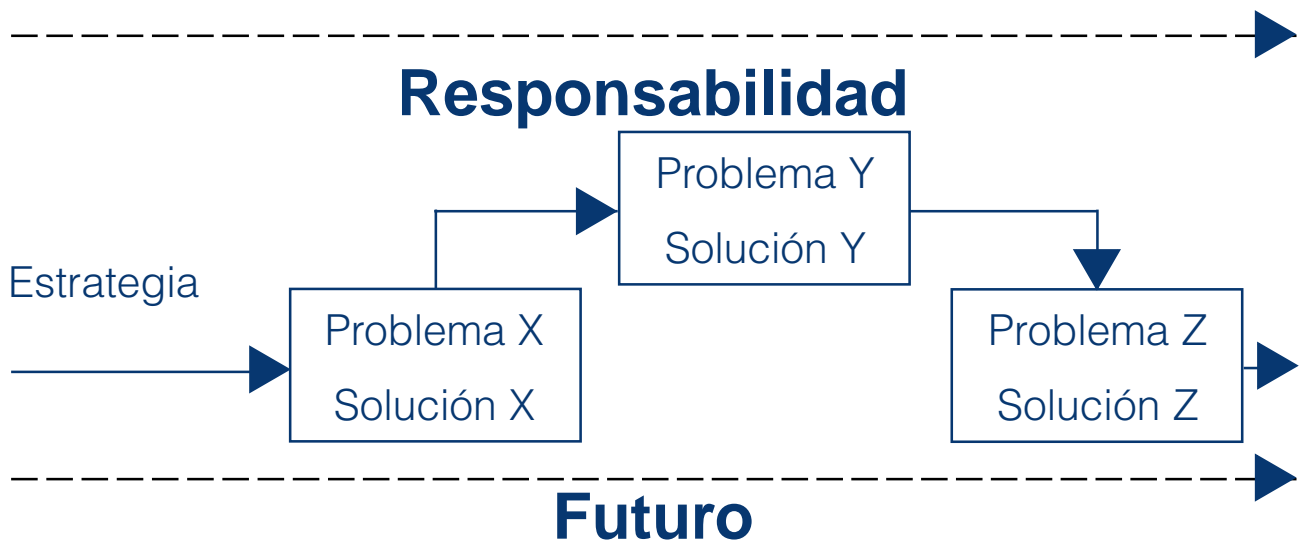 Responsabilidad
Problema Y
Solución Y
Estrategia
Problema X
Solución X
Problema Z
Solución Z
Futuro